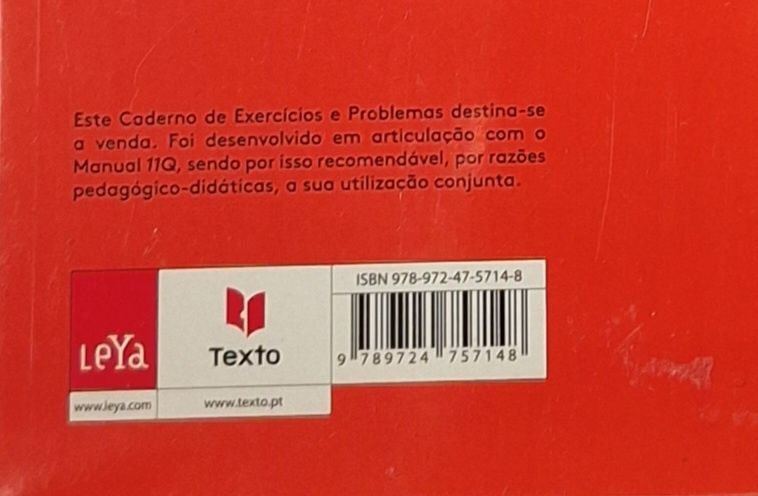 Este Caderno de Exercícios e Problemas destina-se
a venda. Foi desenvolvido em articulação com o
Manual 11Q, sendo por isso recomendável, por razões
pedagógico-didáticas, a sua utilização conjunta.
ISBN 978-972-47-5714-8
LeYa
Texto
9 789724 757148
www.leya.com
www.texto.pt